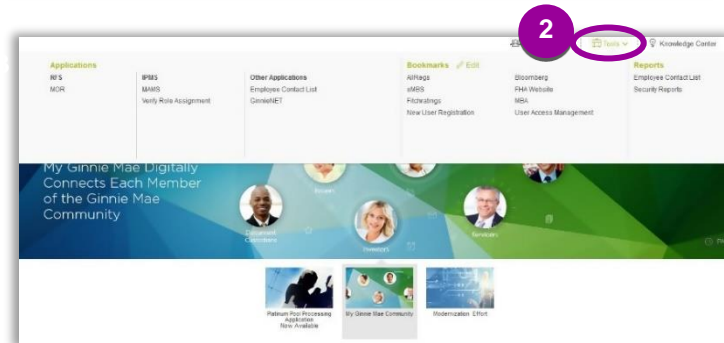 2
Tools
Knowledge Center
Applications
RFS
MOR
IPMS
MAMS
Verify Role Assignment
Other Applications
Employee Contact List
GinnieNET
Bookmarks Edit
AllRegs
eMBS
Fitchratings
New User Registration
Bloomberg
FHA Website
MBA
User Access Management
Reports
Employee Contact List
Security Reports
My Ginnie Mae Digitally
Connects Each Member
of the Ginnie Mae
Community
Issuers
Document
Custodians
Investors
Servicers
Platinum Pool Processing
Application
Now Available
My Ginnie Mae Community
Modernization Effort